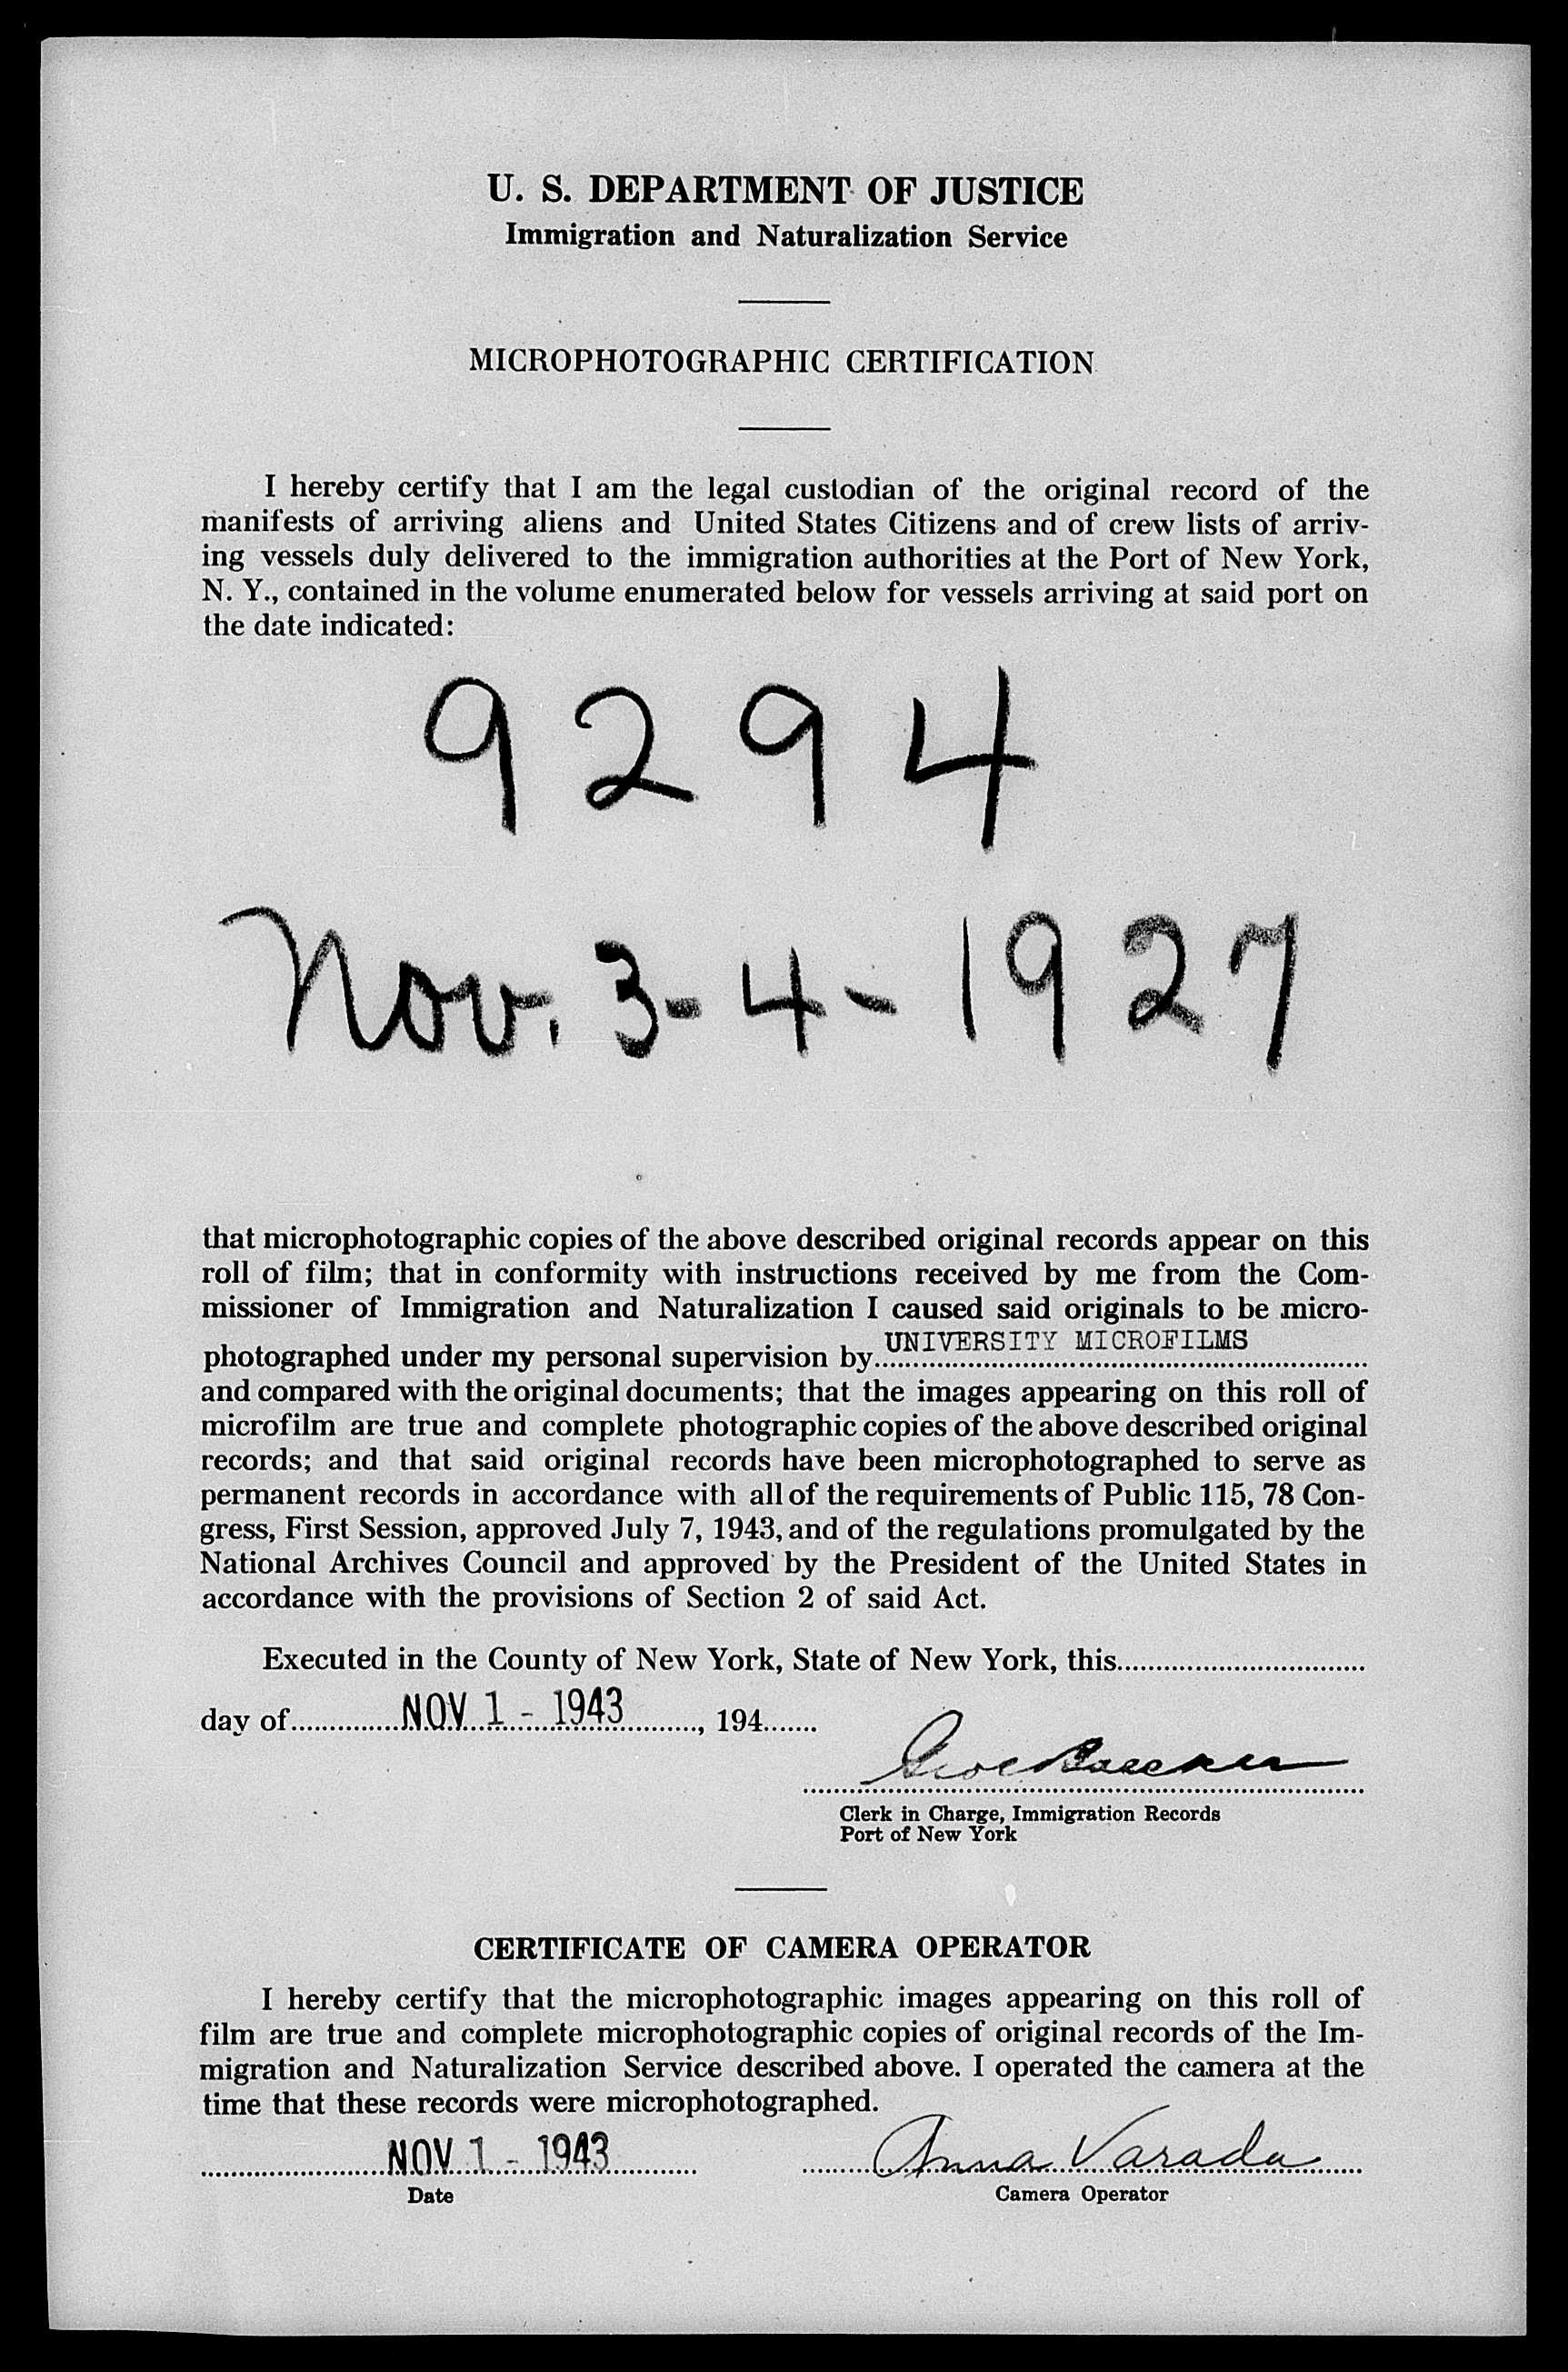 U. S. DEPARTMENT OF JUSTICE
Immigration and Naturalization Service
MICROPHOTOGRAPHIC CERTIFICATION
I hereby certify that I am the legal custodian of the original record of the
manifests of arriving aliens and United States Citizens and of crew lists of arriv-
ing vessels duly delivered to the immigration authorities at the Port of New York,
N. Y., contained in the volume enumerated below for vessels arriving at said port on
the date indicated:
9294
Nov. 3-4-1927
that microphotographic copies of the above described original records appear on this
roll of film; that in conformity with instructions received by me from the Com-
missioner of Immigration and Naturalization I caused said originals to be micro-
photographed under my personal supervision by UNIVERSITY MICROFILMS
and compared with the original documents; that the images appearing on this roll of
microfilm are true and complete photographic copies of the above described original
records; and that said original records have been microphotographed to serve as
permanent records in accordance with all of the requirements of Public 115, 78 Con-
gress, First Session, approved July 7, 1943, and of the regulations promulgated by the
National Archives Council and approved by the President of the United States in
accordance with the provisions of Section 2 of said Act.
Executed in the County of New York, State of New York, this
day of NOV 1 - 1943, 194
Clerk in Charge, Immigration Records
Port of New York
CERTIFICATE OF CAMERA OPERATOR
I hereby certify that the microphotographic images appearing on this roll of
film are true and complete microphotographic copies of original records of the Im-
migration and Naturalization Service described above. I operated the camera at the
time that these records were microphotographed.
NOV 1 - 1943 Anna Varada
Date Camera Operator